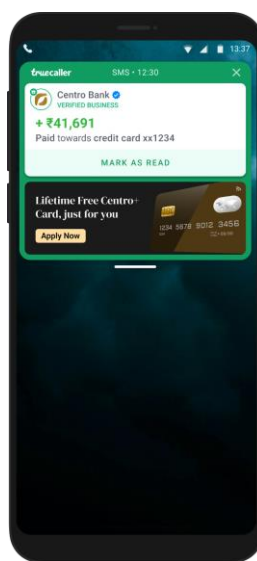 13:37
truecaller SMS • 12:30
Centro Bank
VERIFIED BUSINESS
+ ₹41,691
Paid towards credit card xx1234
MARK AS READ
Lifetime Free Centro+
Card, just for you
Apply Now
1234 5678 9012 3456